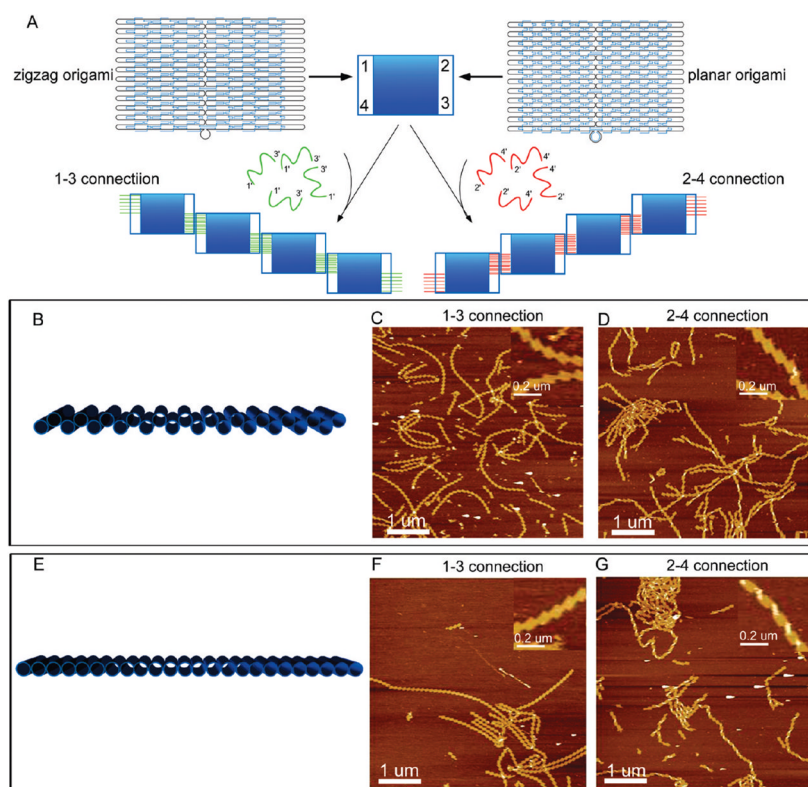 A
zigzag origami
1 2
4 3
planar origami
1-3 connectiion
3' 3' 1' 3' 1' 1' 3' 1'
4' 4' 2' 4' 2' 2' 4' 2'
2-4 connection
B
C
1-3 connection
0.2 um
1 um
D
2-4 connection
0.2 um
1 um
E
F
1-3 connection
0.2 um
1 um
G
2-4 connection
0.2 um
1 um